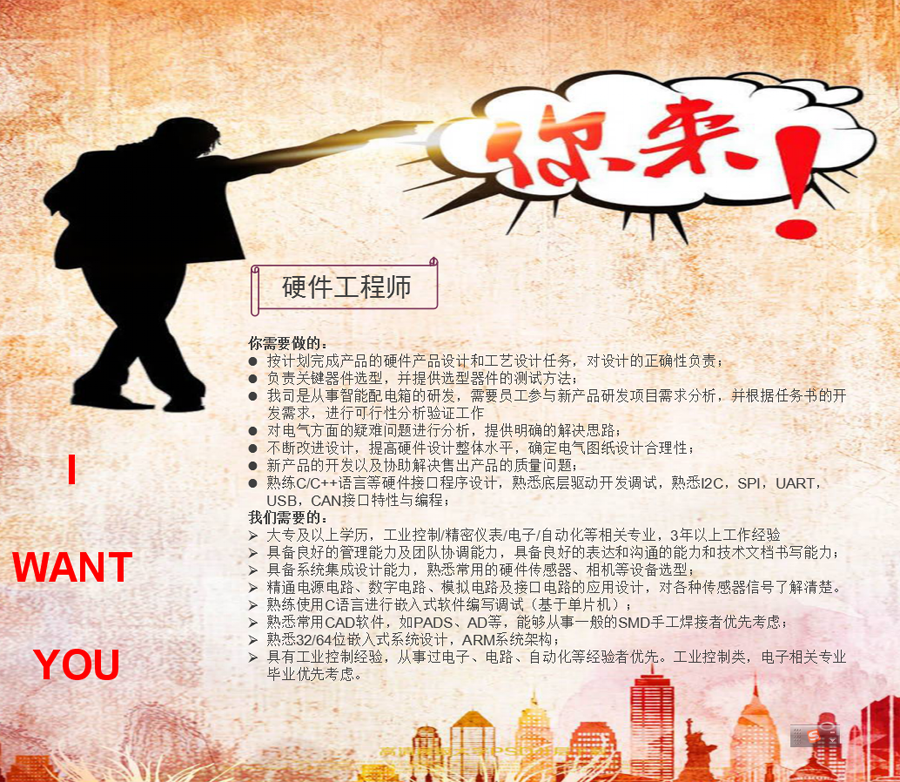 你来！
硬件工程师
你需要做的：
● 按计划完成产品的硬件产品设计和工艺设计任务，对设计的正确性负责；
● 负责关键器件选型，并提供选型器件的测试方法；
● 我司是从事智能配电箱的研发，需要员工参与新产品研发项目需求分析，并根据任务书的开
发需求，进行可行性分析验证工作
● 对电气方面的疑难问题进行分析，提供明确的解决思路；
● 不断改进设计，提高硬件设计整体水平，确定电气图纸设计合理性；
● 新产品的开发以及协助解决售出产品的质量问题；
● 熟练C/C++语言等硬件接口程序设计，熟悉底层驱动开发调试，熟悉I2C，SPI，UART，
USB，CAN接口特性与编程；
我们需要的：
➢ 大专及以上学历，工业控制/精密仪表/电子/自动化等相关专业，3年以上工作经验
➢ 具备良好的管理能力及团队协调能力，具备良好的表达和沟通的能力和技术文档书写能力；
➢ 具备系统集成设计能力，熟悉常用的硬件传感器、相机等设备选型；
➢ 精通电源电路、数字电路、模拟电路及接口电路的应用设计，对各种传感器信号了解清楚。
➢ 熟练使用C语言进行嵌入式软件编写调试（基于单片机）；
➢ 熟悉常用CAD软件，如PADS、AD等，能够从事一般的SMD手工焊接者优先考虑；
➢ 熟悉32/64位嵌入式系统设计，ARM系统架构；
➢ 具有工业控制经验，从事过电子、电路、自动化等经验者优先。工业控制类，电子相关专业
毕业优先考虑。
I
WANT
YOU